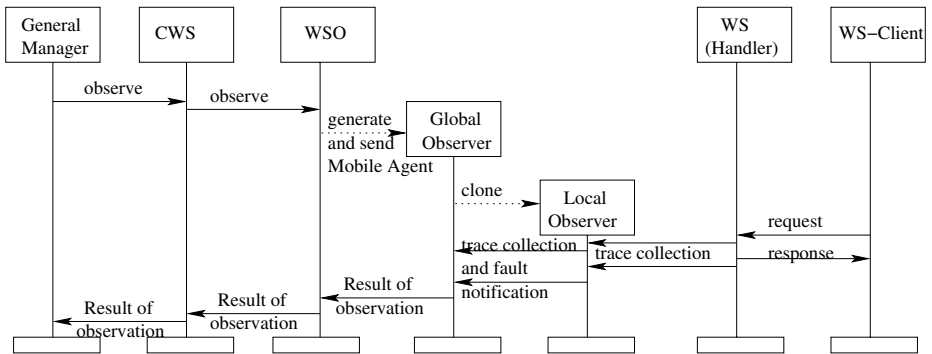 General
Manager
CWS
WSO
WS
(Handler)
WS−Client
observe
observe
generate
and send
Mobile Agent
Global
Observer
clone
Local
Observer
request
trace collection
trace collection
response
and fault
notification
Result of
observation
Result of
observation
Result of
observation